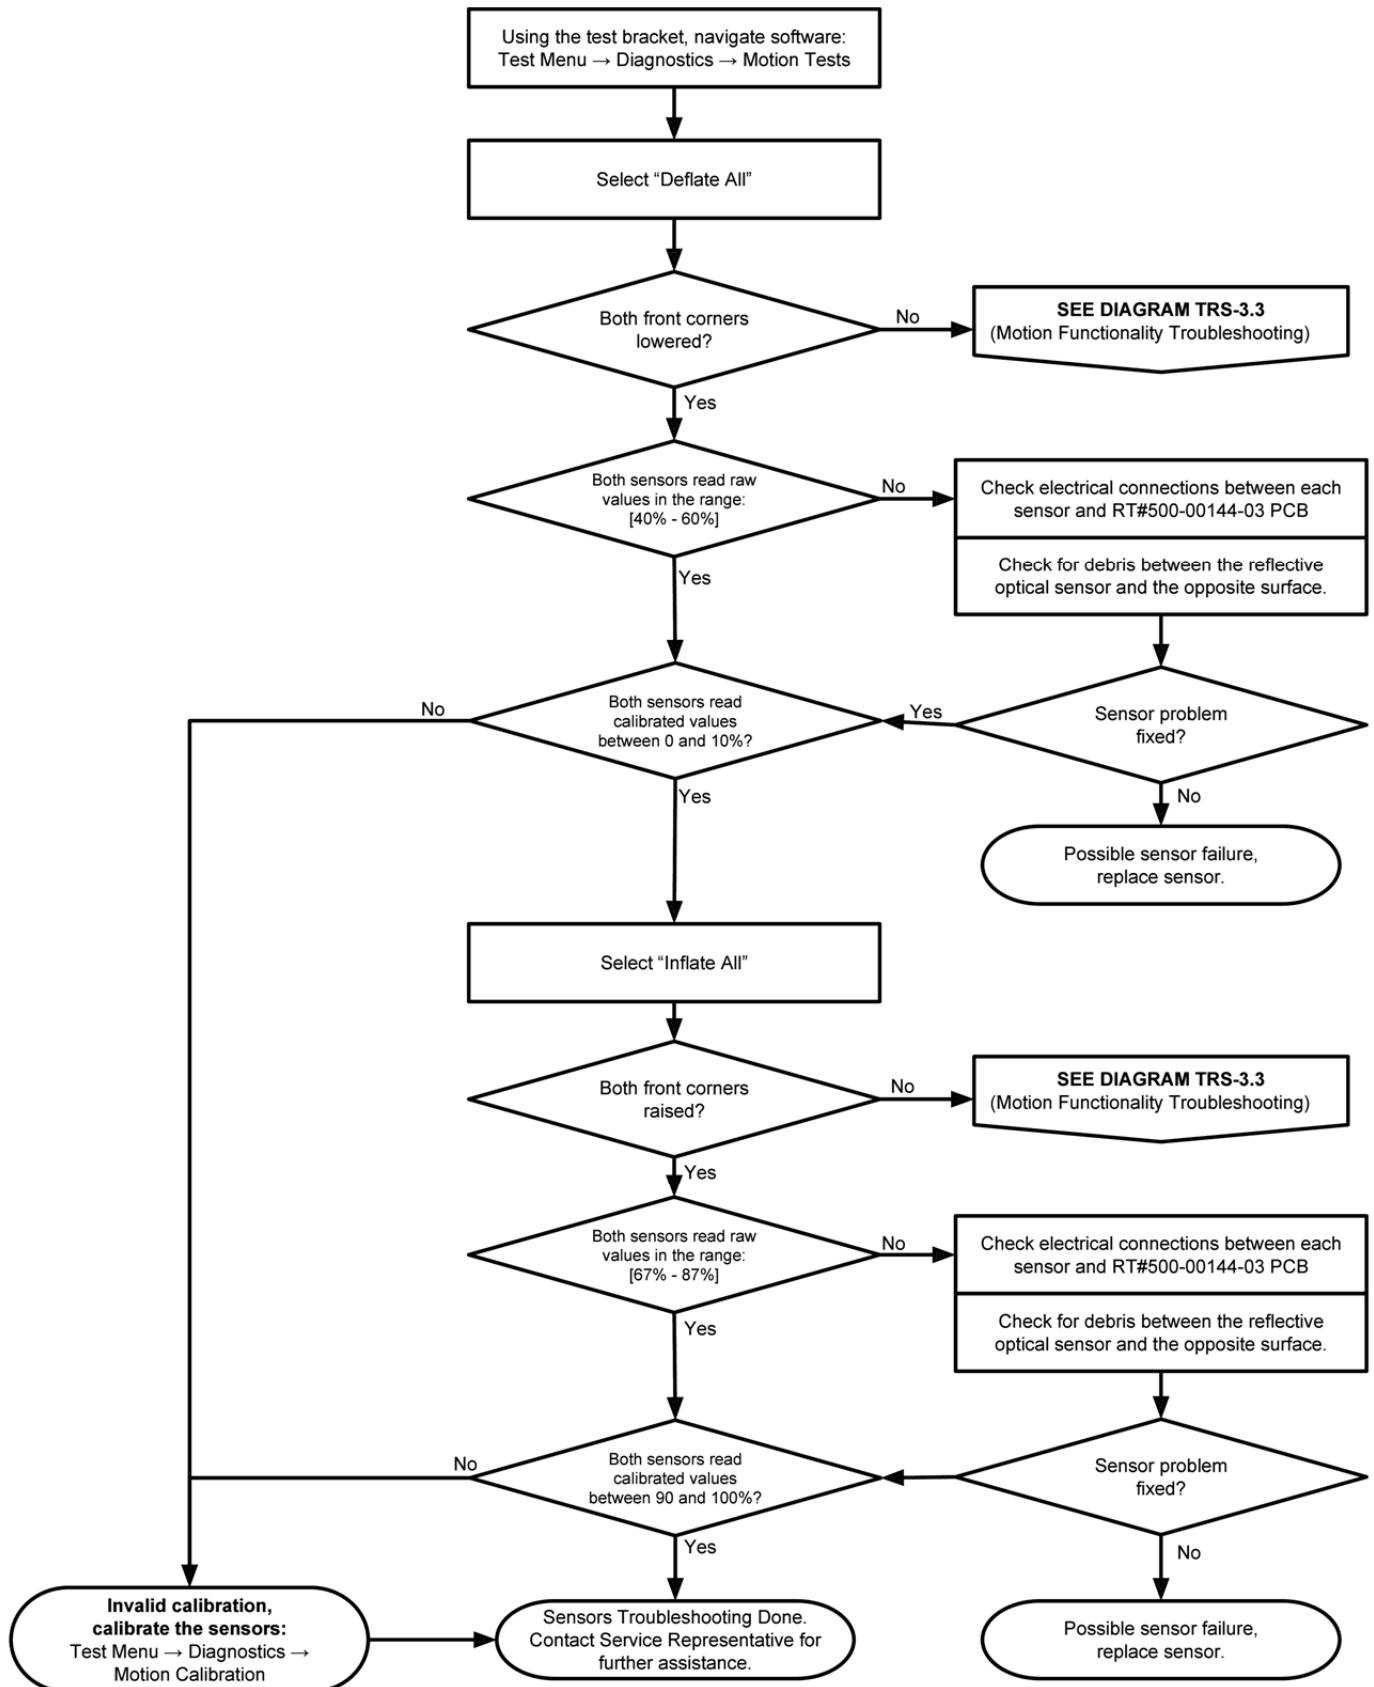 Using the test bracket, navigate software:
Test Menu → Diagnostics → Motion Tests
Select “Deflate All”
Both front corners
lowered?
No
SEE DIAGRAM TRS-3.3
(Motion Functionality Troubleshooting)
Yes
Both sensors read raw
values in the range:
[40% - 60%]
No
Check electrical connections between each
sensor and RT#500-00144-03 PCB
Check for debris between the reflective
optical sensor and the opposite surface.
Yes
Both sensors read
calibrated values
between 0 and 10%?
No
Yes
Sensor problem
fixed?
Yes
No
Possible sensor failure,
replace sensor.
Select “Inflate All”
Both front corners
raised?
No
SEE DIAGRAM TRS-3.3
(Motion Functionality Troubleshooting)
Yes
Both sensors read raw
values in the range:
[67% - 87%]
No
Check electrical connections between each
sensor and RT#500-00144-03 PCB
Check for debris between the reflective
optical sensor and the opposite surface.
Yes
Both sensors read
calibrated values
between 90 and 100%?
No
Sensor problem
fixed?
Yes
No
Invalid calibration,
calibrate the sensors:
Test Menu → Diagnostics →
Motion Calibration
Sensors Troubleshooting Done.
Contact Service Representative for
further assistance.
Possible sensor failure,
replace sensor.